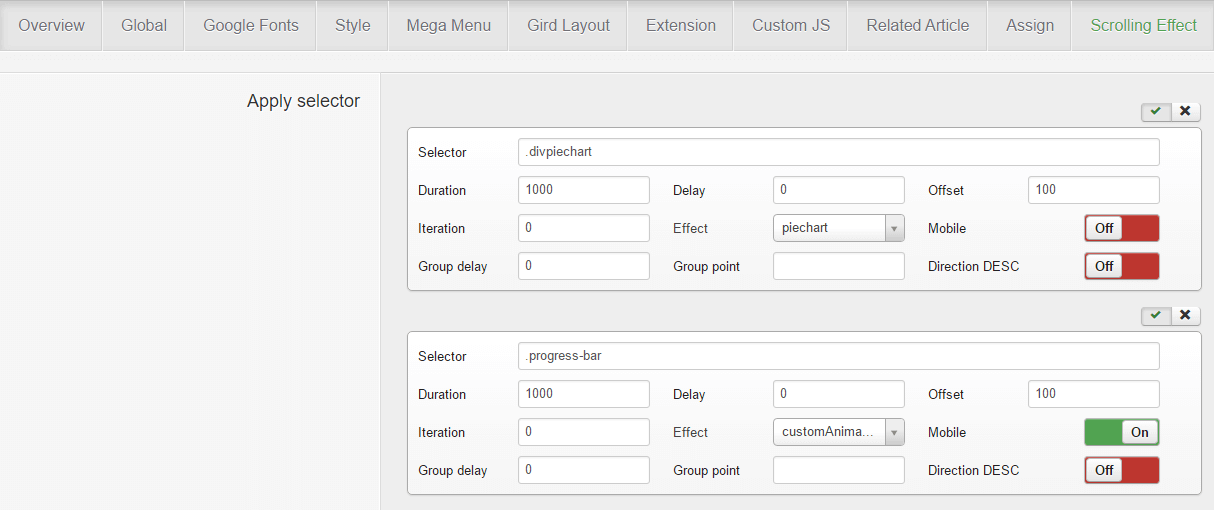 Overview Global Google Fonts Style Mega Menu Gird Layout Extension Custom JS Related Article Assign Scrolling Effect
Apply selector
Selector .divpiechart
Duration 1000 Delay 0 Offset 100
Iteration 0 Effect piechart Mobile Off
Group delay 0 Group point Direction DESC Off
Selector .progress-bar
Duration 1000 Delay 0 Offset 100
Iteration 0 Effect customAnima... Mobile On
Group delay 0 Group point Direction DESC Off